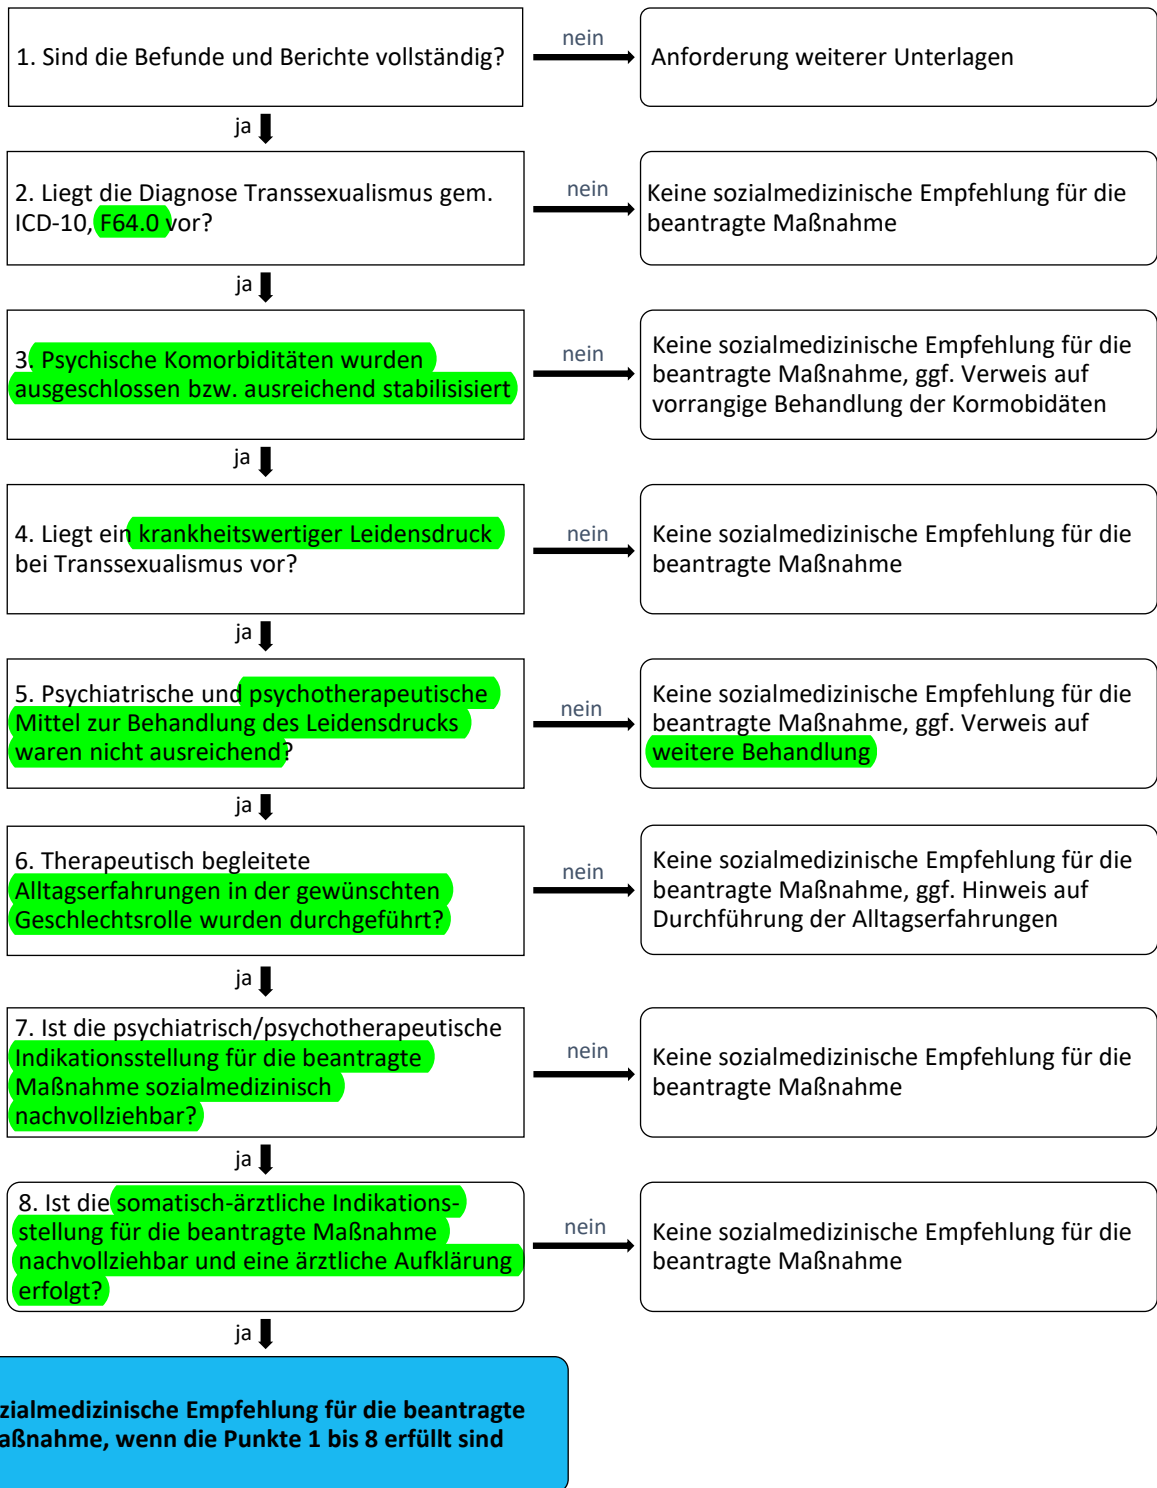 1. Sind die Befunde und Berichte vollständig?
nein
Anforderung weiterer Unterlagen
ja
2. Liegt die Diagnose Transsexualismus gem.
ICD-10, F64.0 vor?
nein
Keine sozialmedizinische Empfehlung für die
beantragte Maßnahme
ja
3. Psychische Komorbiditäten wurden
ausgeschlossen bzw. ausreichend stabilisisiert
nein
Keine sozialmedizinische Empfehlung für die
beantragte Maßnahme, ggf. Verweis auf
vorrangige Behandlung der Kormobidäten
ja
4. Liegt ein krankheitswertiger Leidensdruck
bei Transsexualismus vor?
nein
Keine sozialmedizinische Empfehlung für die
beantragte Maßnahme
ja
5. Psychiatrische und psychotherapeutische
Mittel zur Behandlung des Leidensdrucks
waren nicht ausreichend?
nein
Keine sozialmedizinische Empfehlung für die
beantragte Maßnahme, ggf. Verweis auf
weitere Behandlung
ja
6. Therapeutisch begleitete
Alltagserfahrungen in der gewünschten
Geschlechtsrolle wurden durchgeführt?
nein
Keine sozialmedizinische Empfehlung für die
beantragte Maßnahme, ggf. Hinweis auf
Durchführung der Alltagserfahrungen
ja
7. Ist die psychiatrisch/psychotherapeutische
Indikationsstellung für die beantragte
Maßnahme sozialmedizinisch
nachvollziehbar?
nein
Keine sozialmedizinische Empfehlung für die
beantragte Maßnahme
ja
8. Ist die somatisch-ärztliche Indikations-
stellung für die beantragte Maßnahme
nachvollziehbar und eine ärztliche Aufklärung
erfolgt?
nein
Keine sozialmedizinische Empfehlung für die
beantragte Maßnahme
ja
zialmedizinische Empfehlung für die beantragte
aßnahme, wenn die Punkte 1 bis 8 erfüllt sind